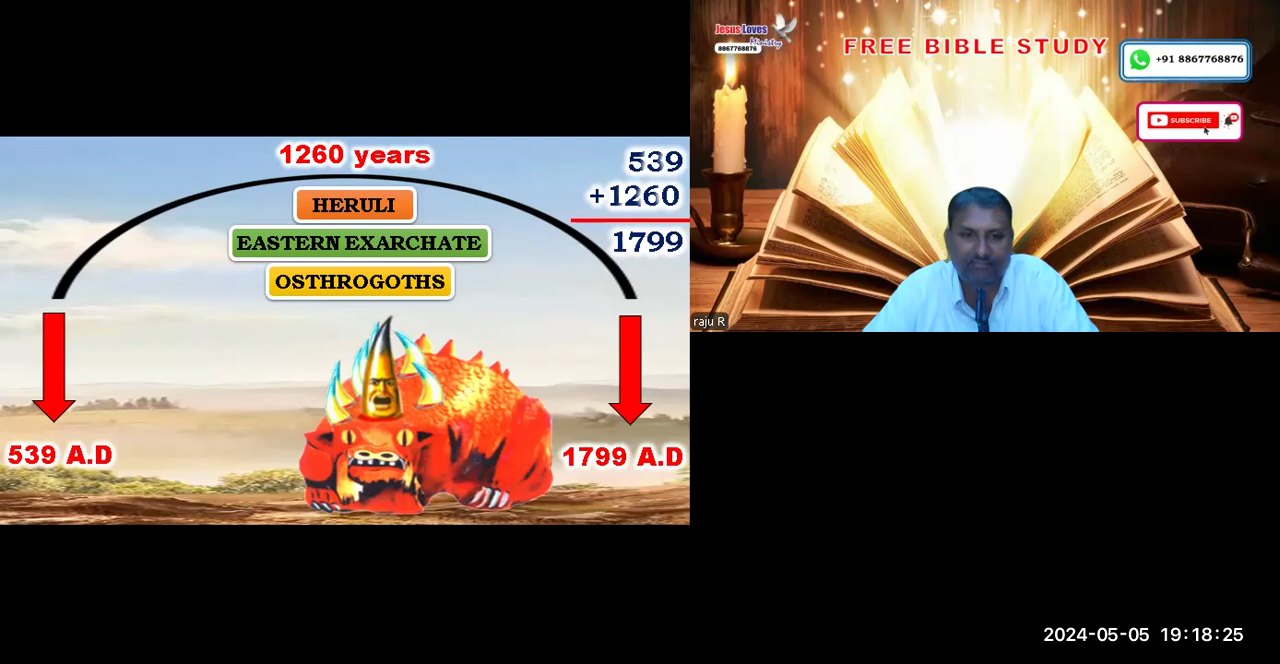 1260 years
HERULI
EASTERN EXARCHATE
OSTHROGOTHS
539
+1260
1799
539 A.D
1799 A.D
Jesus Loves
Ministry
8867768876
FREE BIBLE STUDY
+91 8867768876
SUBSCRIBE
raju R
2024-05-05 19:18:25